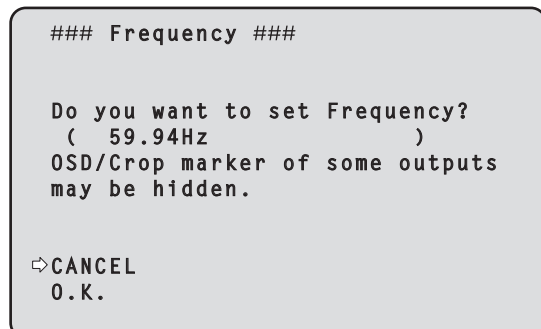 ### Frequency ###
Do you want to set Frequency?
( 59.94Hz )
OSD/Crop marker of some outputs
may be hidden.
⇨CANCEL
O.K.